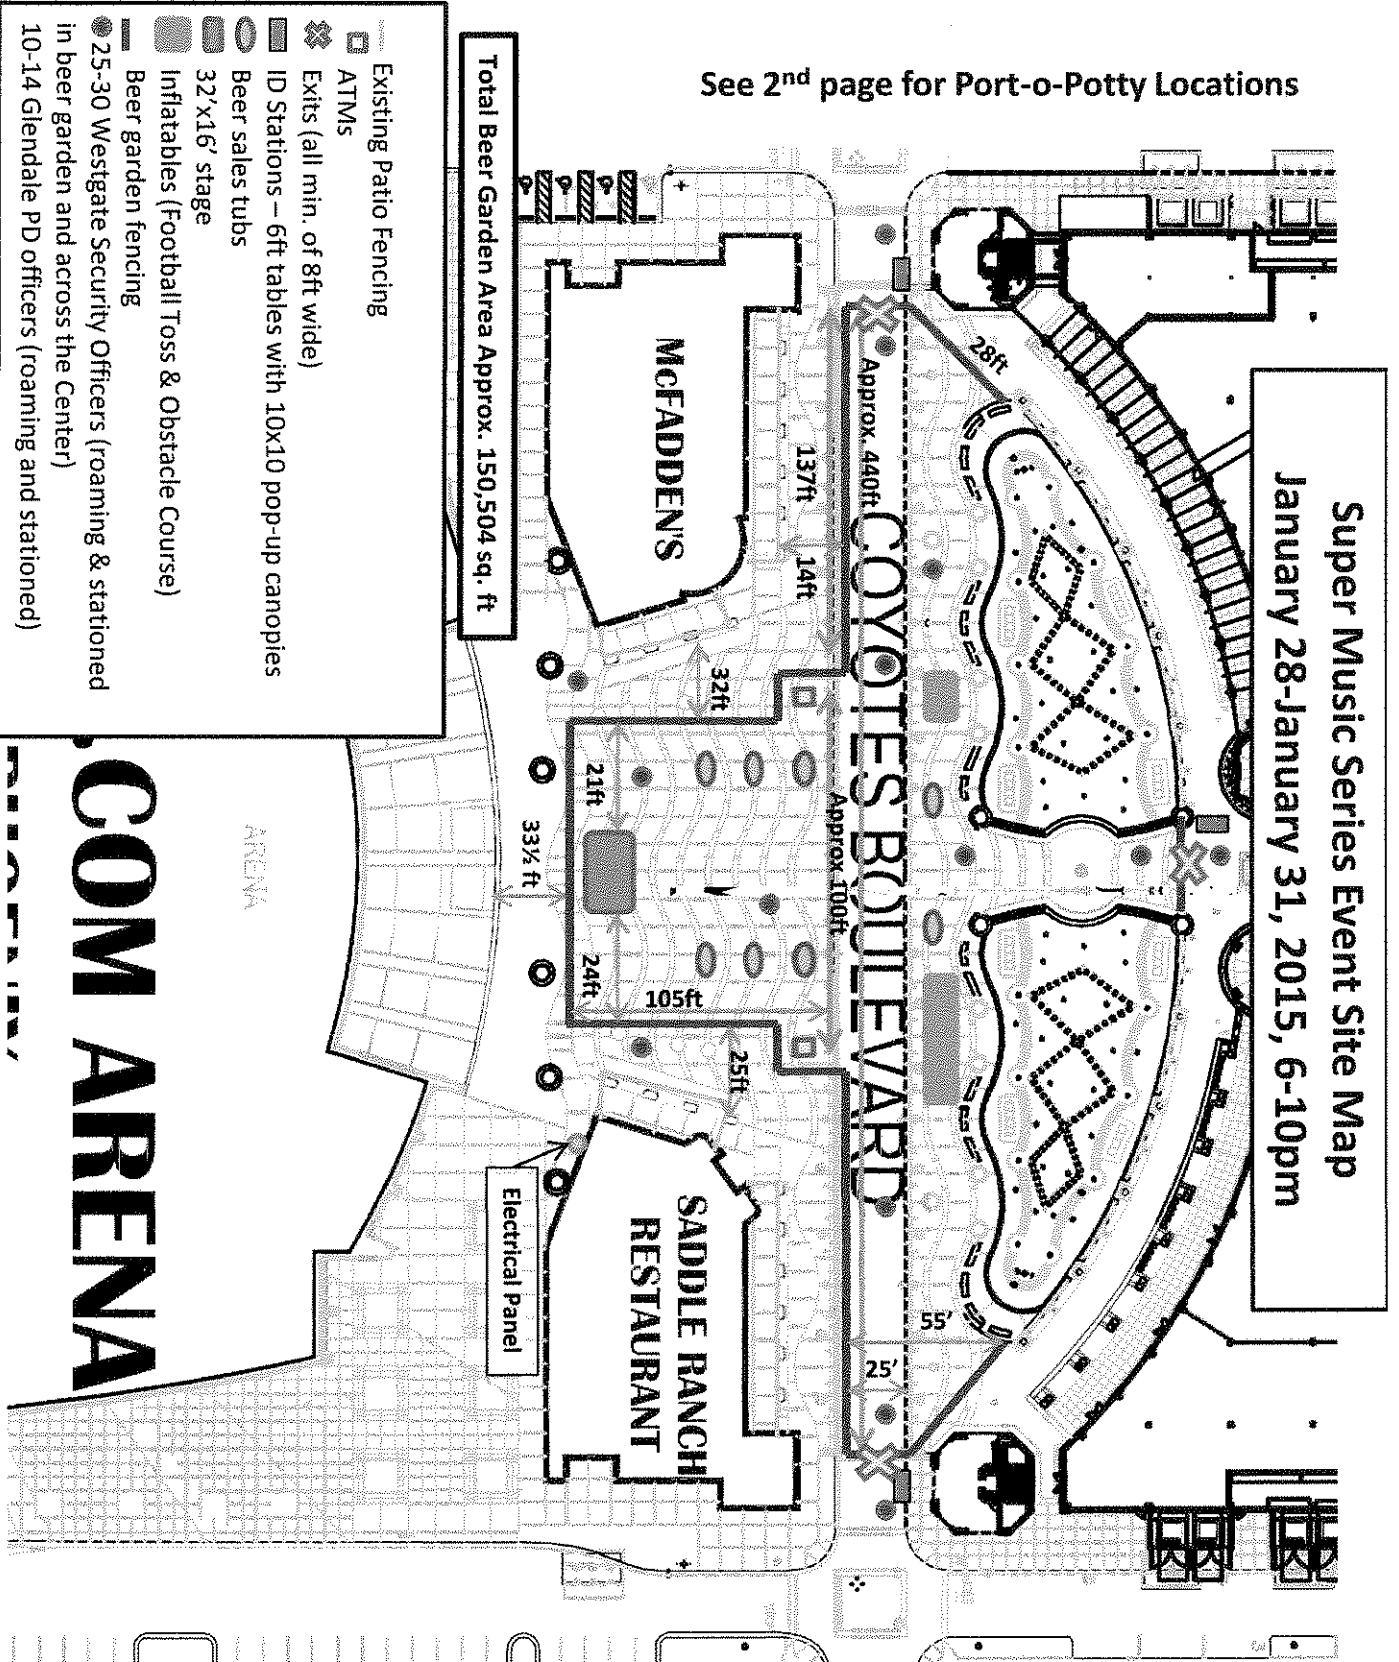 See 2nd page for Port-o-Potty Locations
Super Music Series Event Site Map
January 28-January 31, 2015, 6-10pm
28ft
Approx. 440ft
137ft
14ft
COYOTES BOULEVARD
McFADDEN'S
32ft
Approx 100ft
21ft
33½ ft
24ft
105ft
25ft
55'
25'
SADDLE RANCH
RESTAURANT
Electrical Panel
ARENA
.COM ARENA
Total Beer Garden Area Approx. 150,504 sq. ft
Existing Patio Fencing
ATMs
Exits (all min. of 8ft wide)
ID Stations – 6ft tables with 10x10 pop-up canopies
Beer sales tubs
32'x16' stage
Inflatables (Football Toss & Obstacle Course)
Beer garden fencing
25-30 Westgate Security Officers (roaming & stationed
in beer garden and across the Center)
10-14 Glendale PD officers (roaming and stationed)